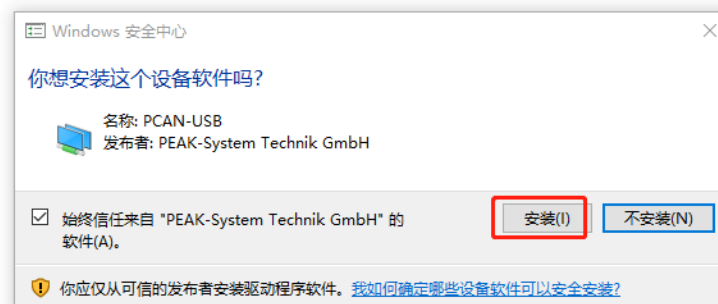 Windows 安全中心
你想安装这个设备软件吗?
名称: PCAN-USB
发布者: PEAK-System Technik GmbH
始终信任来自 "PEAK-System Technik GmbH" 的
软件(A)。
安装(I)
不安装(N)
你应仅从可信的发布者安装驱动程序软件。我如何确定哪些设备软件可以安全安装?